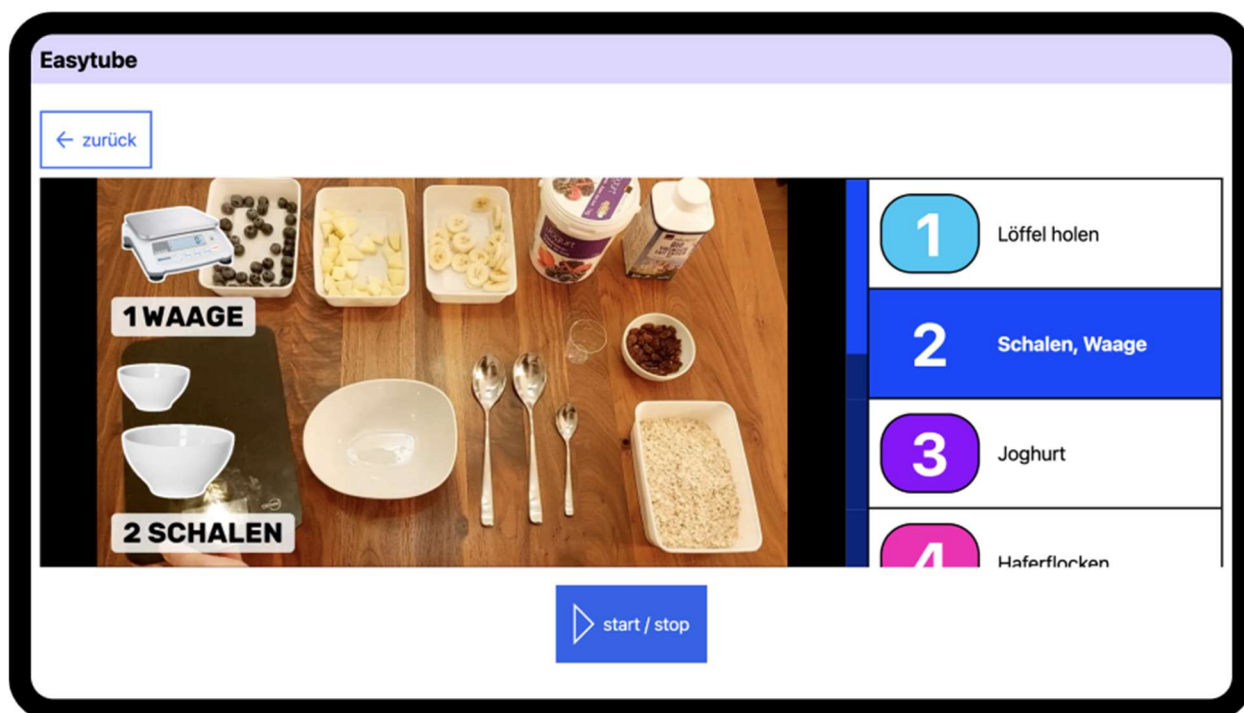 Easytube
← zurück
1 WAAGE
2 SCHALEN
1 Löffel holen
2 Schalen, Waage
3 Joghurt
4 Haferflocken
start / stop